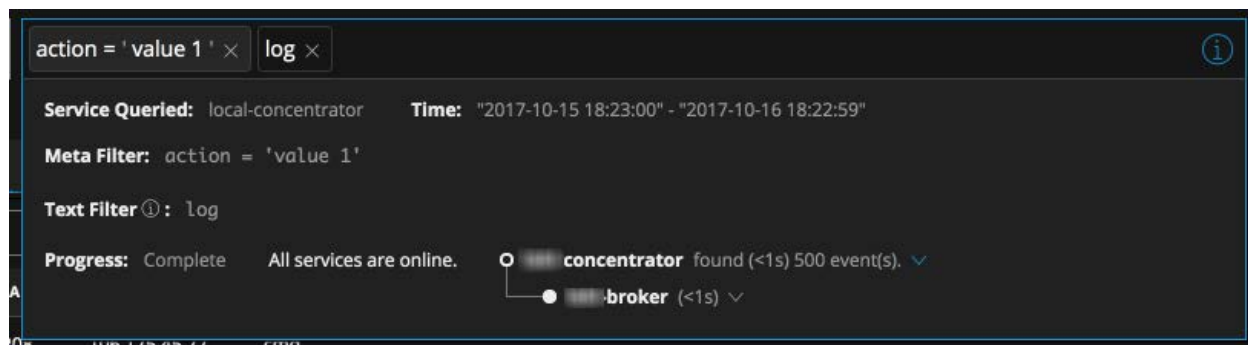 action = ' value 1 ' × log ×
Service Queried: local-concentrator Time: "2017-10-15 18:23:00" - "2017-10-16 18:22:59"
Meta Filter: action = 'value 1'
Text Filter ⓘ : log
Progress: Complete All services are online. concentrator found (<1s) 500 event(s).
-broker (<1s)